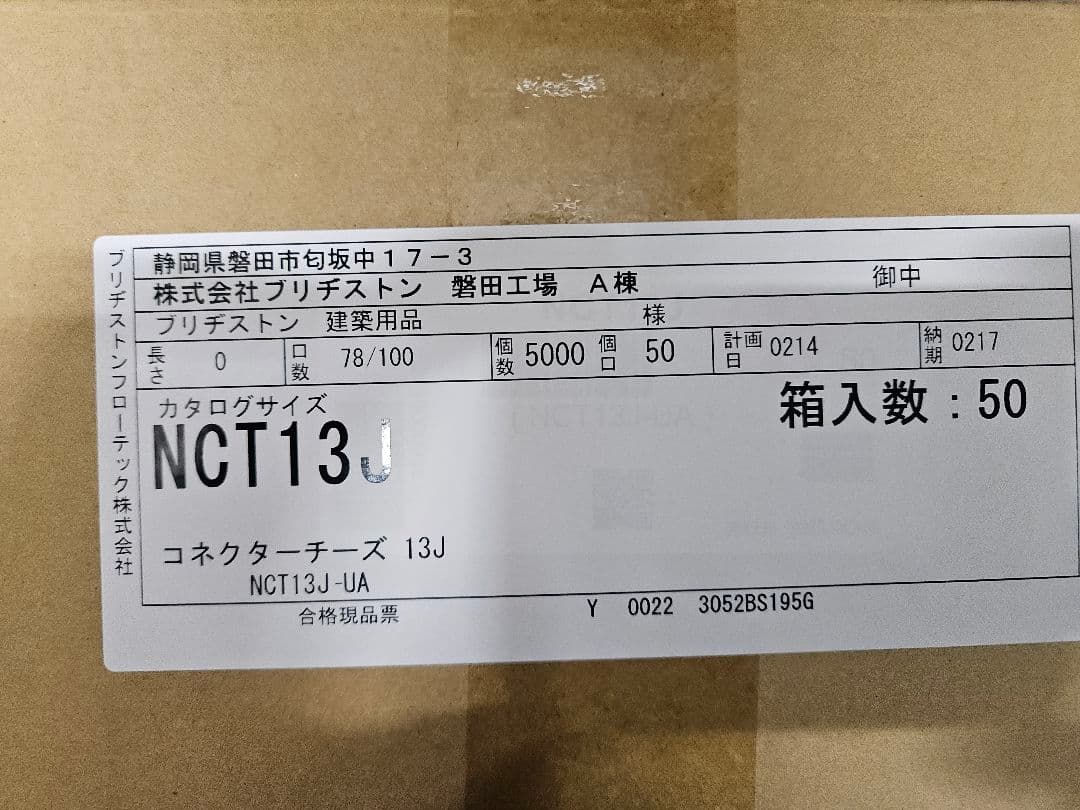 静岡県磐田市匂坂中17-3
株式会社ブリヂストン 磐田工場 A棟 御中
ブリヂストン 建築用品 様
長さ 0 口数 78/100 個数 5000 個口 50 計画日 0214 納期 0217
カタログサイズ 箱入数:50
NCT13J
コネクターチーズ 13J
NCT13J-UA
合格現品票 Y 0022 3052BS195G
ブリヂストンフローテック株式会社